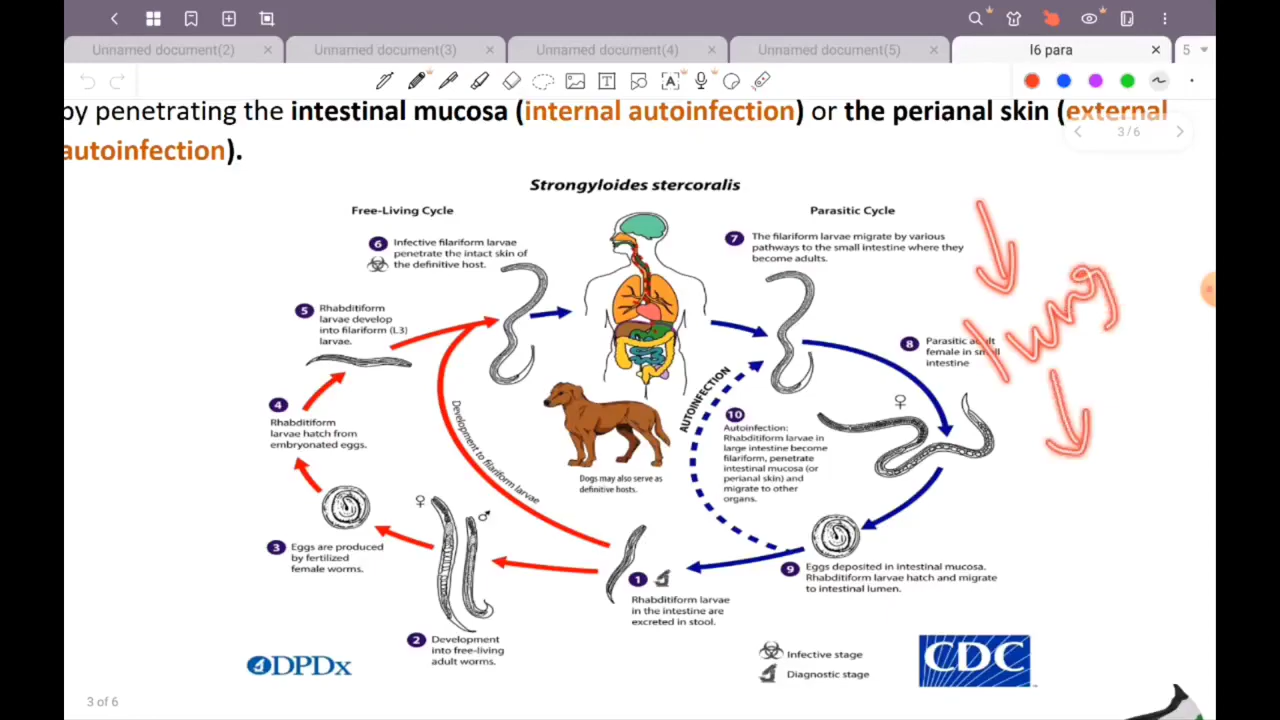 Unnamed document(2)
Unnamed document(3)
Unnamed document(4)
Unnamed document(5)
l6 para
5
by penetrating the intestinal mucosa (internal autoinfection) or the perianal skin (external
autoinfection).
3/6
Strongyloides stercoralis
Free-Living Cycle
Parasitic Cycle
6 Infective filariform larvae
penetrate the intact skin of
the definitive host.
7 The filariform larvae migrate by various
pathways to the small intestine where they
become adults.
lung
5 Rhabditiform
larvae develop
into filariform (L3)
larvae.
8 Parasitic adult
female in small
intestine
4
Rhabditiform
larvae hatch from
embryonated eggs.
Development to filariform larvae
AUTOINFECTION
10
Autoinfection:
Rhabditiform larvae in
large intestine become
filariform, penetrate
intestinal mucosa (or
perianal skin) and
migrate to other
organs.
Dogs may also serve as
definitive hosts.
3 Eggs are produced
by fertilized
female worms.
9 Eggs deposited in intestinal mucosa.
Rhabditiform larvae hatch and migrate
to intestinal lumen.
1
Rhabditiform larvae
in the intestine are
excreted in stool.
2 Development
into free-living
adult worms.
DPDx
Infective stage
Diagnostic stage
CDC
3 of 6